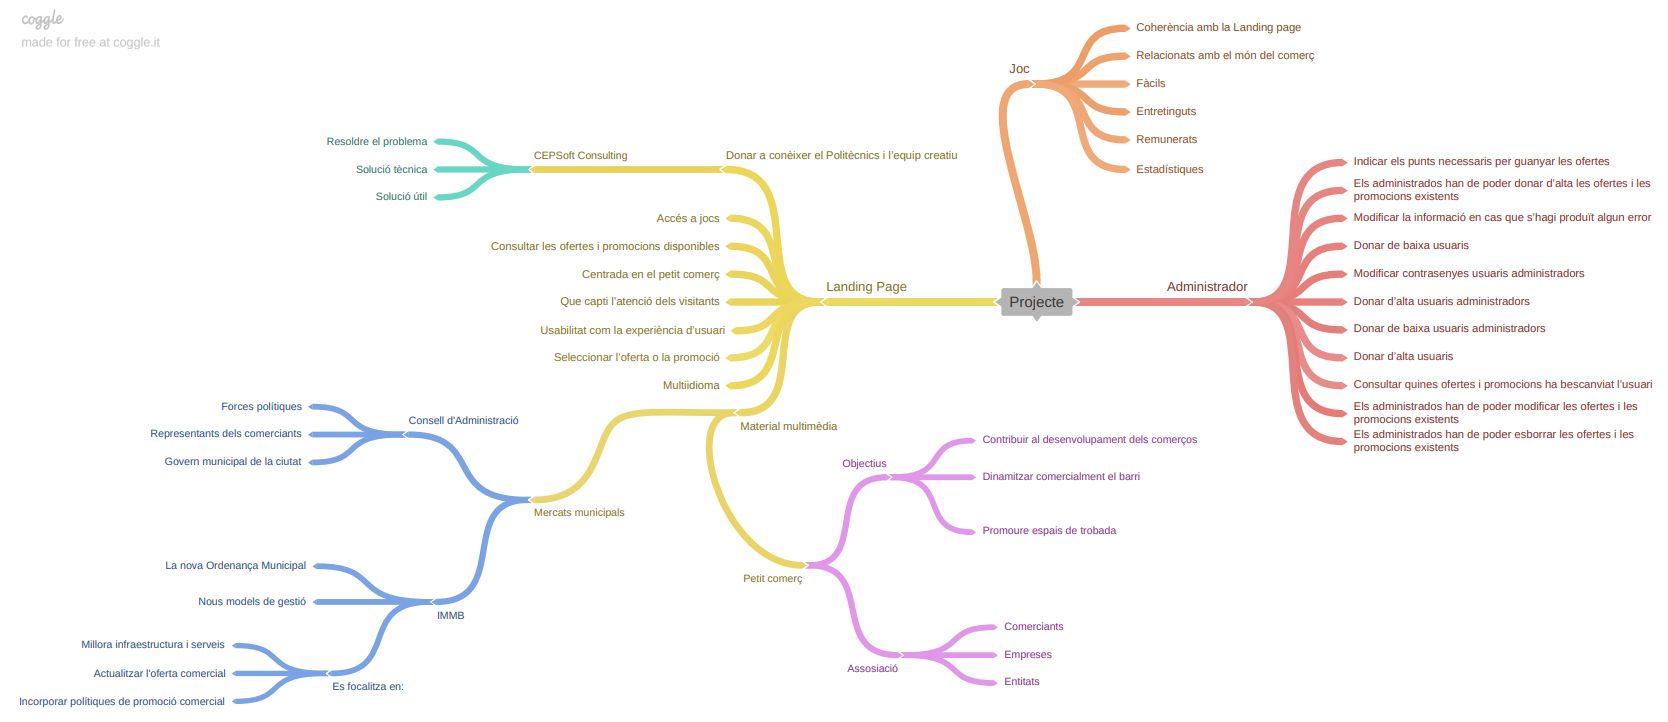 coggle
made for free at coggle.it
Projecte
Joc
Coherència amb la Landing page
Relacionats amb el món del comerç
Fàcils
Entretinguts
Remunerats
Estadístiques
Administrador
Indicar els punts necessaris per guanyar les ofertes
Els administrados han de poder donar d'alta les ofertes i les
promocions existents
Modificar la informació en cas que s'hagi produït algun error
Donar de baixa usuaris
Modificar contrasenyes usuaris administradors
Donar d'alta usuaris administradors
Donar de baixa usuaris administradors
Donar d'alta usuaris
Consultar quines ofertes i promocions ha bescanviat l'usuari
Els administrados han de poder modificar les ofertes i les
promocions existents
Els administrados han de poder esborrar les ofertes i les
promocions existents
Landing Page
Donar a conèixer el Politècnics i l'equip creatiu
CEPSoft Consulting
Resoldre el problema
Solució tècnica
Solució útil
Accés a jocs
Consultar les ofertes i promocions disponibles
Centrada en el petit comerç
Que capti l'atenció dels visitants
Usabilitat com la experiència d'usuari
Seleccionar l'oferta o la promoció
Multiidioma
Material multimèdia
Mercats municipals
Consell d'Administració
Forces polítiques
Representants dels comerciants
Govern municipal de la ciutat
IMMB
La nova Ordenança Municipal
Nous models de gestió
Es focalitza en:
Millora infraestructura i serveis
Actualitzar l'oferta comercial
Incorporar polítiques de promoció comercial
Petit comerç
Objectius
Contribuir al desenvolupament dels comerços
Dinamitzar comercialment el barri
Promoure espais de trobada
Assosiació
Comerciants
Empreses
Entitats